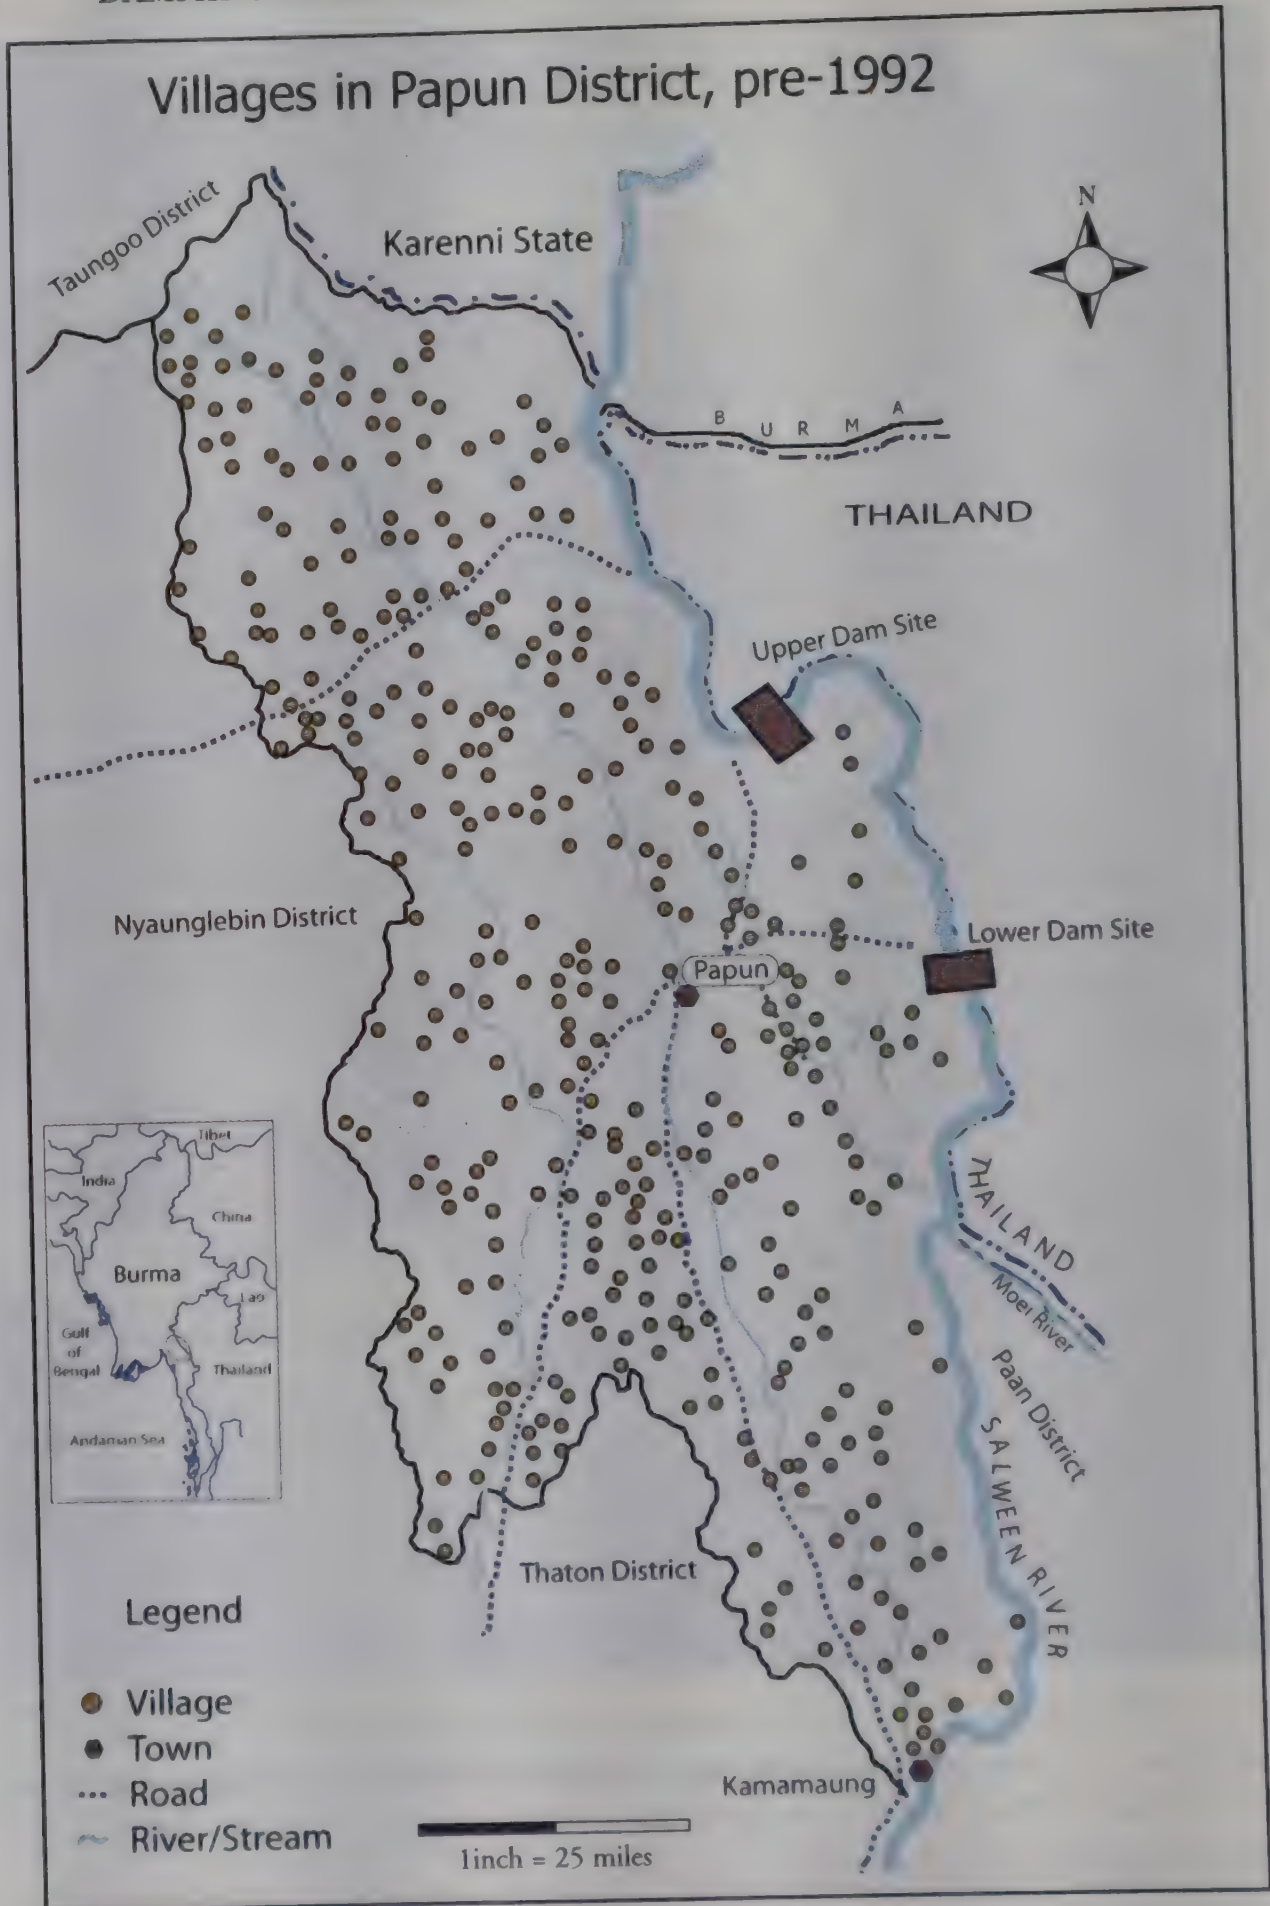 Villages in Papun District, pre-1992
Taungoo District
Karenni State
N
BURMA
THAILAND
Upper Dam Site
Nyaunglebin District
Lower Dam Site
Papun
THAILAND
Moei River
Paan District
SALWEEN RIVER
Tibet
India
China
Burma
Lao
Gulf
of
Bengal
Thailand
Andaman Sea
Thaton District
Legend
Village
Town
Road
River/Stream
Kamamaung
1inch = 25 miles